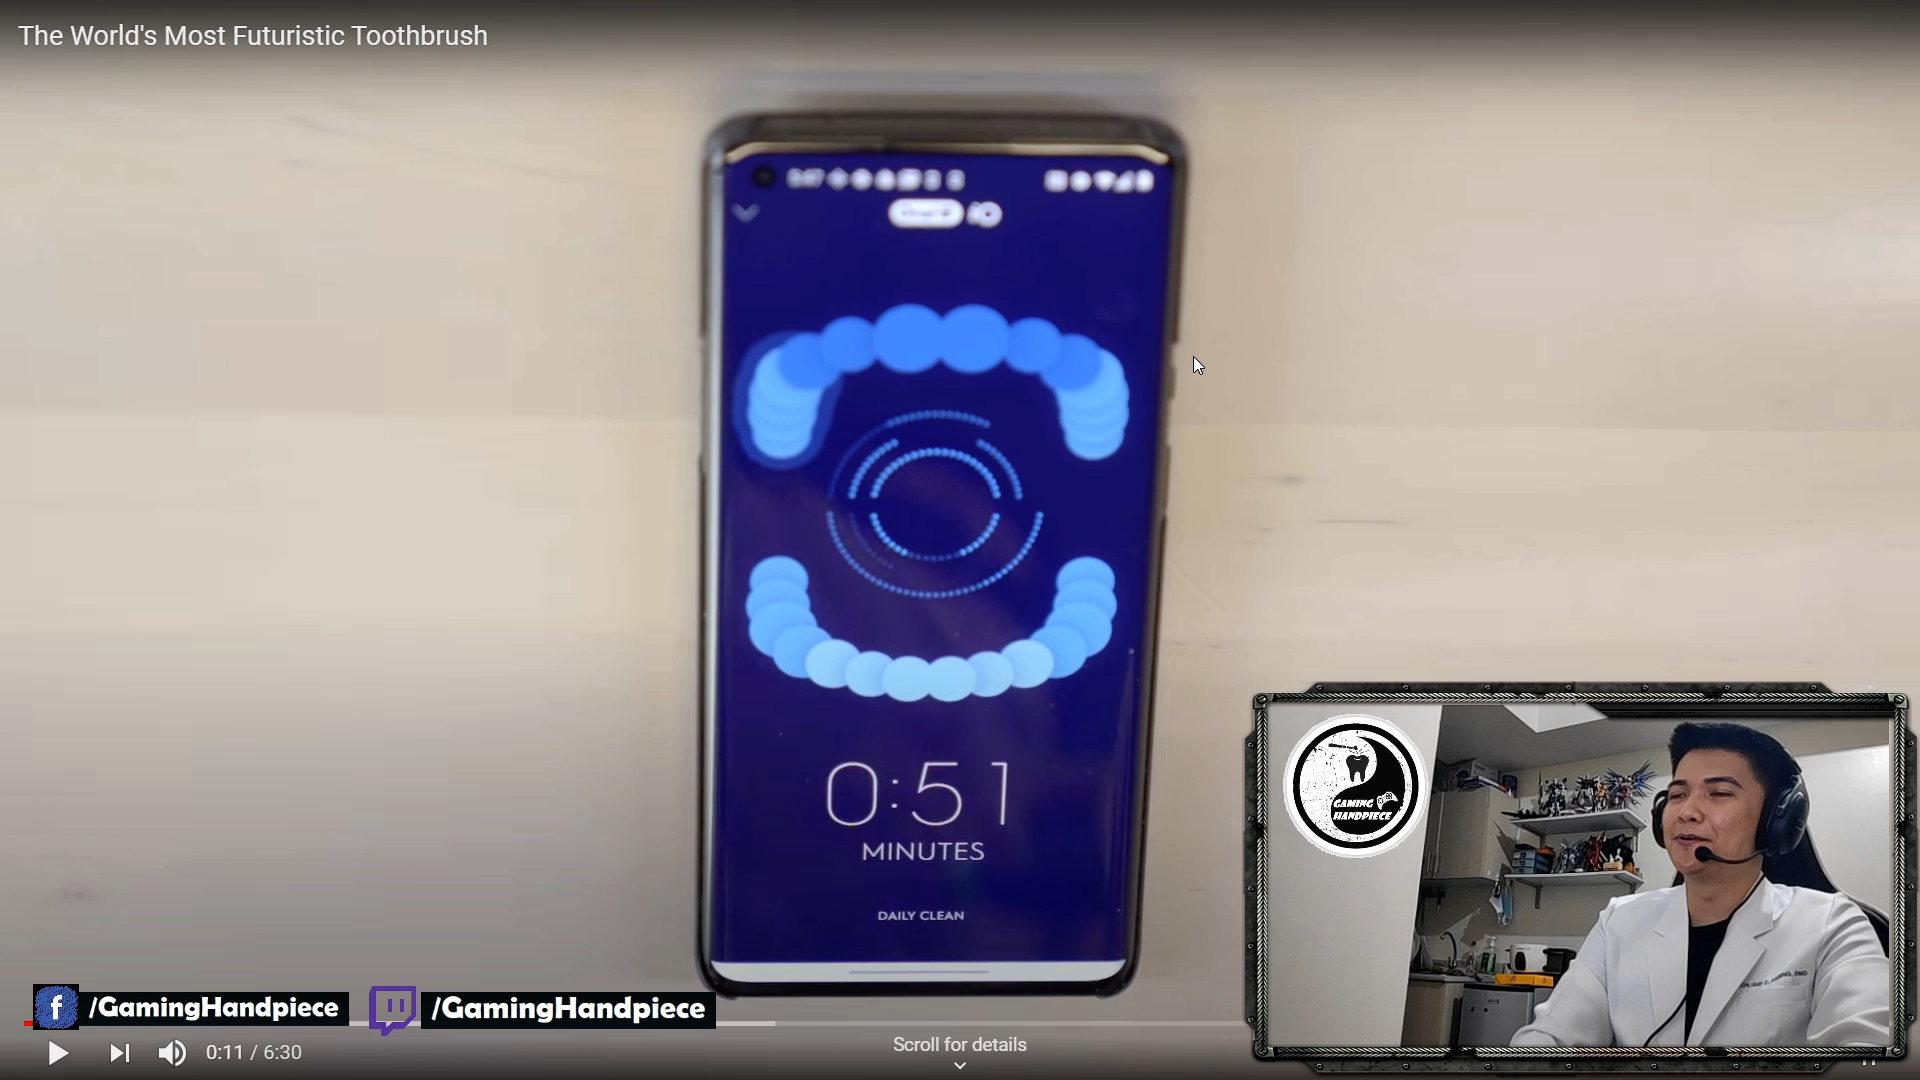 The World's Most Futuristic Toothbrush
0:51
MINUTES
DAILY CLEAN
GAMING
HANDPIECE
/GamingHandpiece
/GamingHandpiece
0:11 / 6:30
Scroll for details